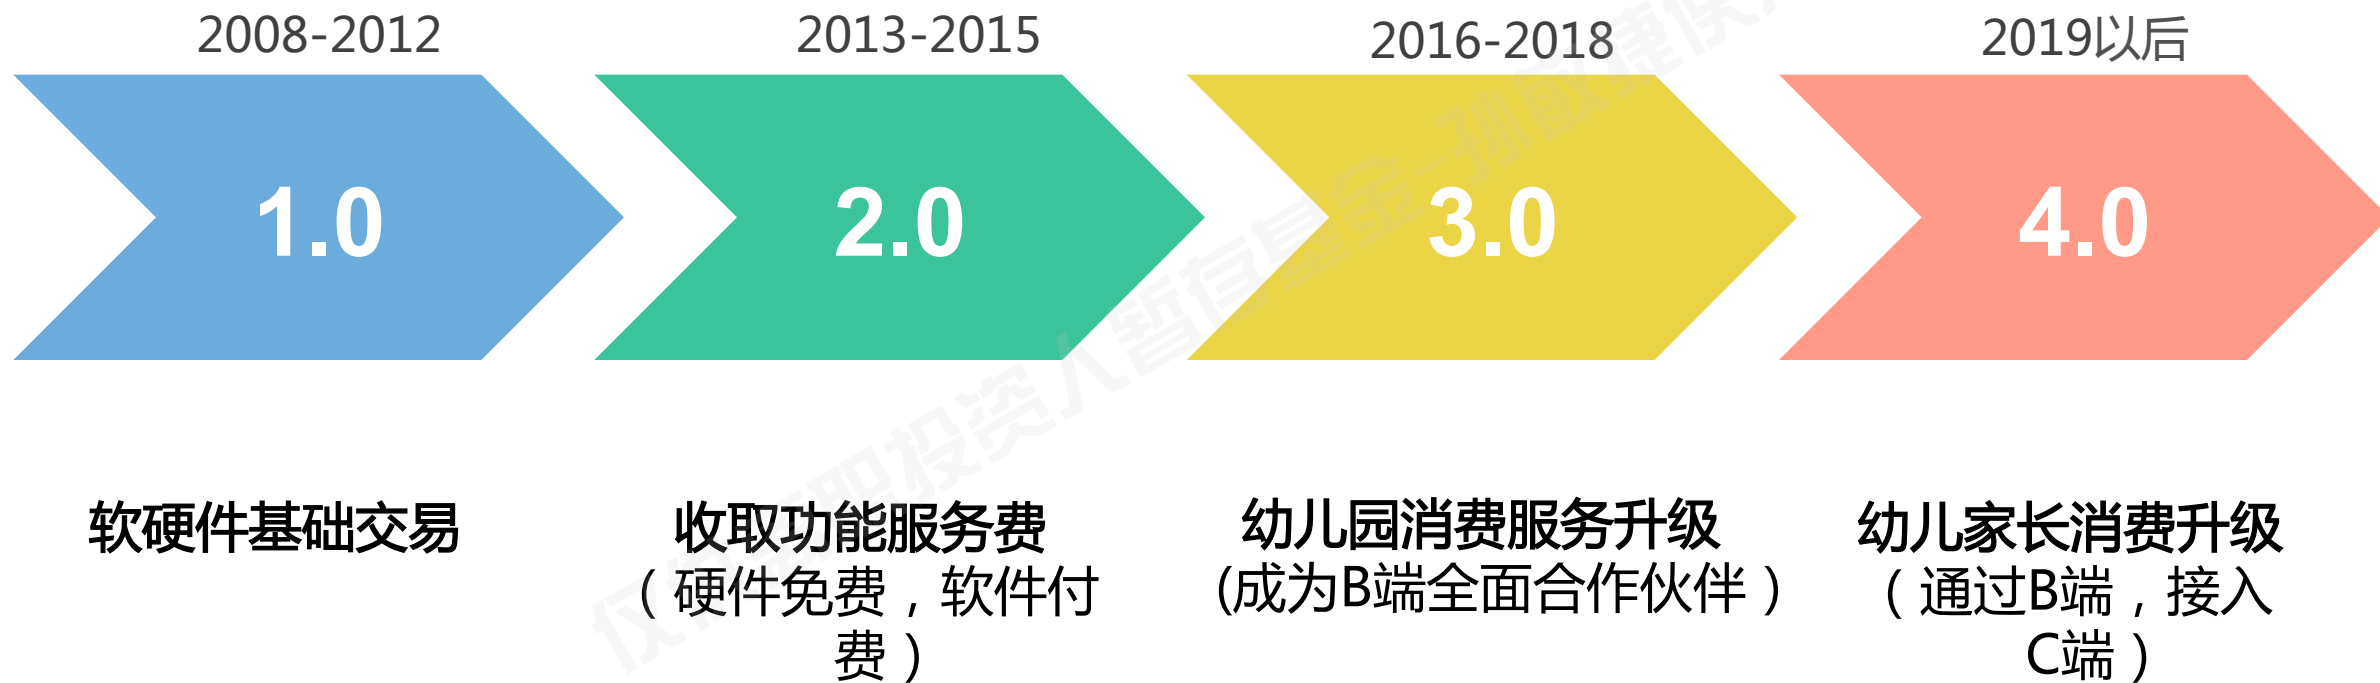 2008-2012
2013-2015
2016-2018
2019以后
1.0
2.0
3.0
4.0
软硬件基础交易
收取功能服务费
（硬件免费，软件付
费）
幼儿园消费服务升级
(成为B端全面合作伙伴）
幼儿家长消费升级
（通过B端，接入
C端）